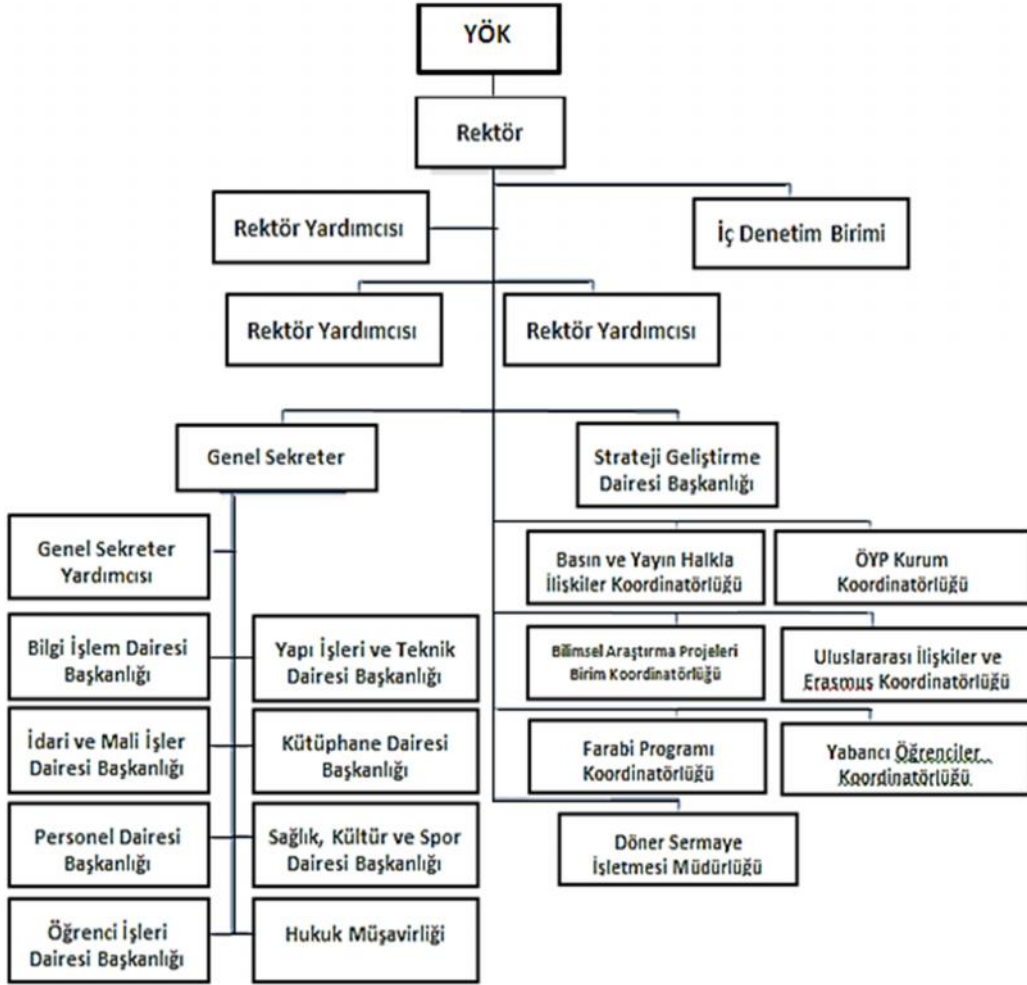 YÖK
Rektör
Rektör Yardımcısı
İç Denetim Birimi
Rektör Yardımcısı
Rektör Yardımcısı
Genel Sekreter
Strateji Geliştirme
Dairesi Başkanlığı
Genel Sekreter
Yardımcısı
Basın ve Yayın Halkla
İlişkiler Koordinatörlüğü
ÖYP Kurum
Koordinatörlüğü
Bilgi İşlem Dairesi
Başkanlığı
Yapı İşleri ve Teknik
Dairesi Başkanlığı
Bilimsel Araştırma Projeleri
Birim Koordinatörlüğü
Uluslararası İlişkiler ve
Erasmus Koordinatörlüğü
İdari ve Mali İşler
Dairesi Başkanlığı
Kütüphane Dairesi
Başkanlığı
Farabi Programı
Koordinatörlüğü
Yabancı Öğrenciler
Koordinatörlüğü
Personel Dairesi
Başkanlığı
Sağlık, Kültür ve Spor
Dairesi Başkanlığı
Döner Sermaye
İşletmesi Müdürlüğü
Öğrenci İşleri
Dairesi Başkanlığı
Hukuk Müşavirliği